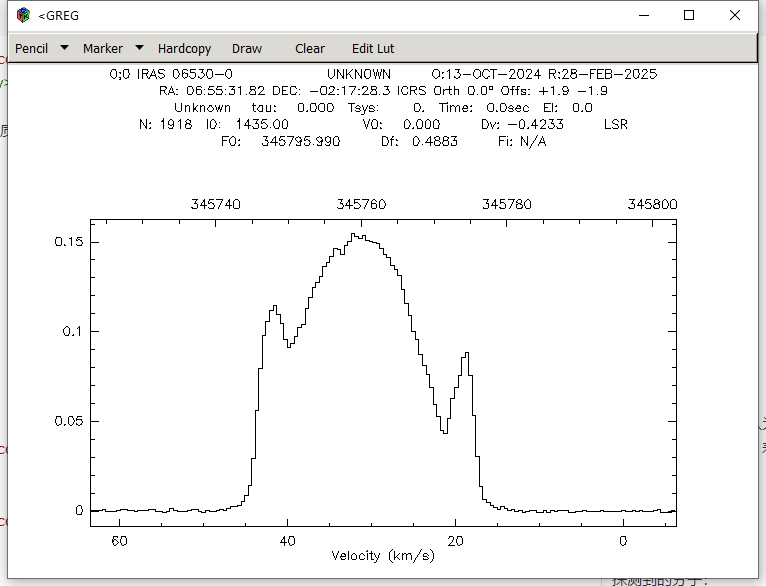 <GREG
Pencil Marker Hardcopy Draw Clear Edit Lut
0;0 IRAS 06530-0 UNKNOWN O:13-OCT-2024 R:28-FEB-2025
RA: 06:55:31.82 DEC: -02:17:28.3 ICRS Orth 0.0° Offs: +1.9 -1.9
Unknown tau: 0.000 Tsys: 0. Time: 0.0sec El: 0.0
N: 1918 I0: 1435.00 V0: 0.000 Dv: -0.4233 LSR
F0: 345795.990 Df: 0.4883 Fi: N/A
345740 345760 345780 345800
0.15
0.1
0.05
0
60 40 20 0
Velocity (km/s)